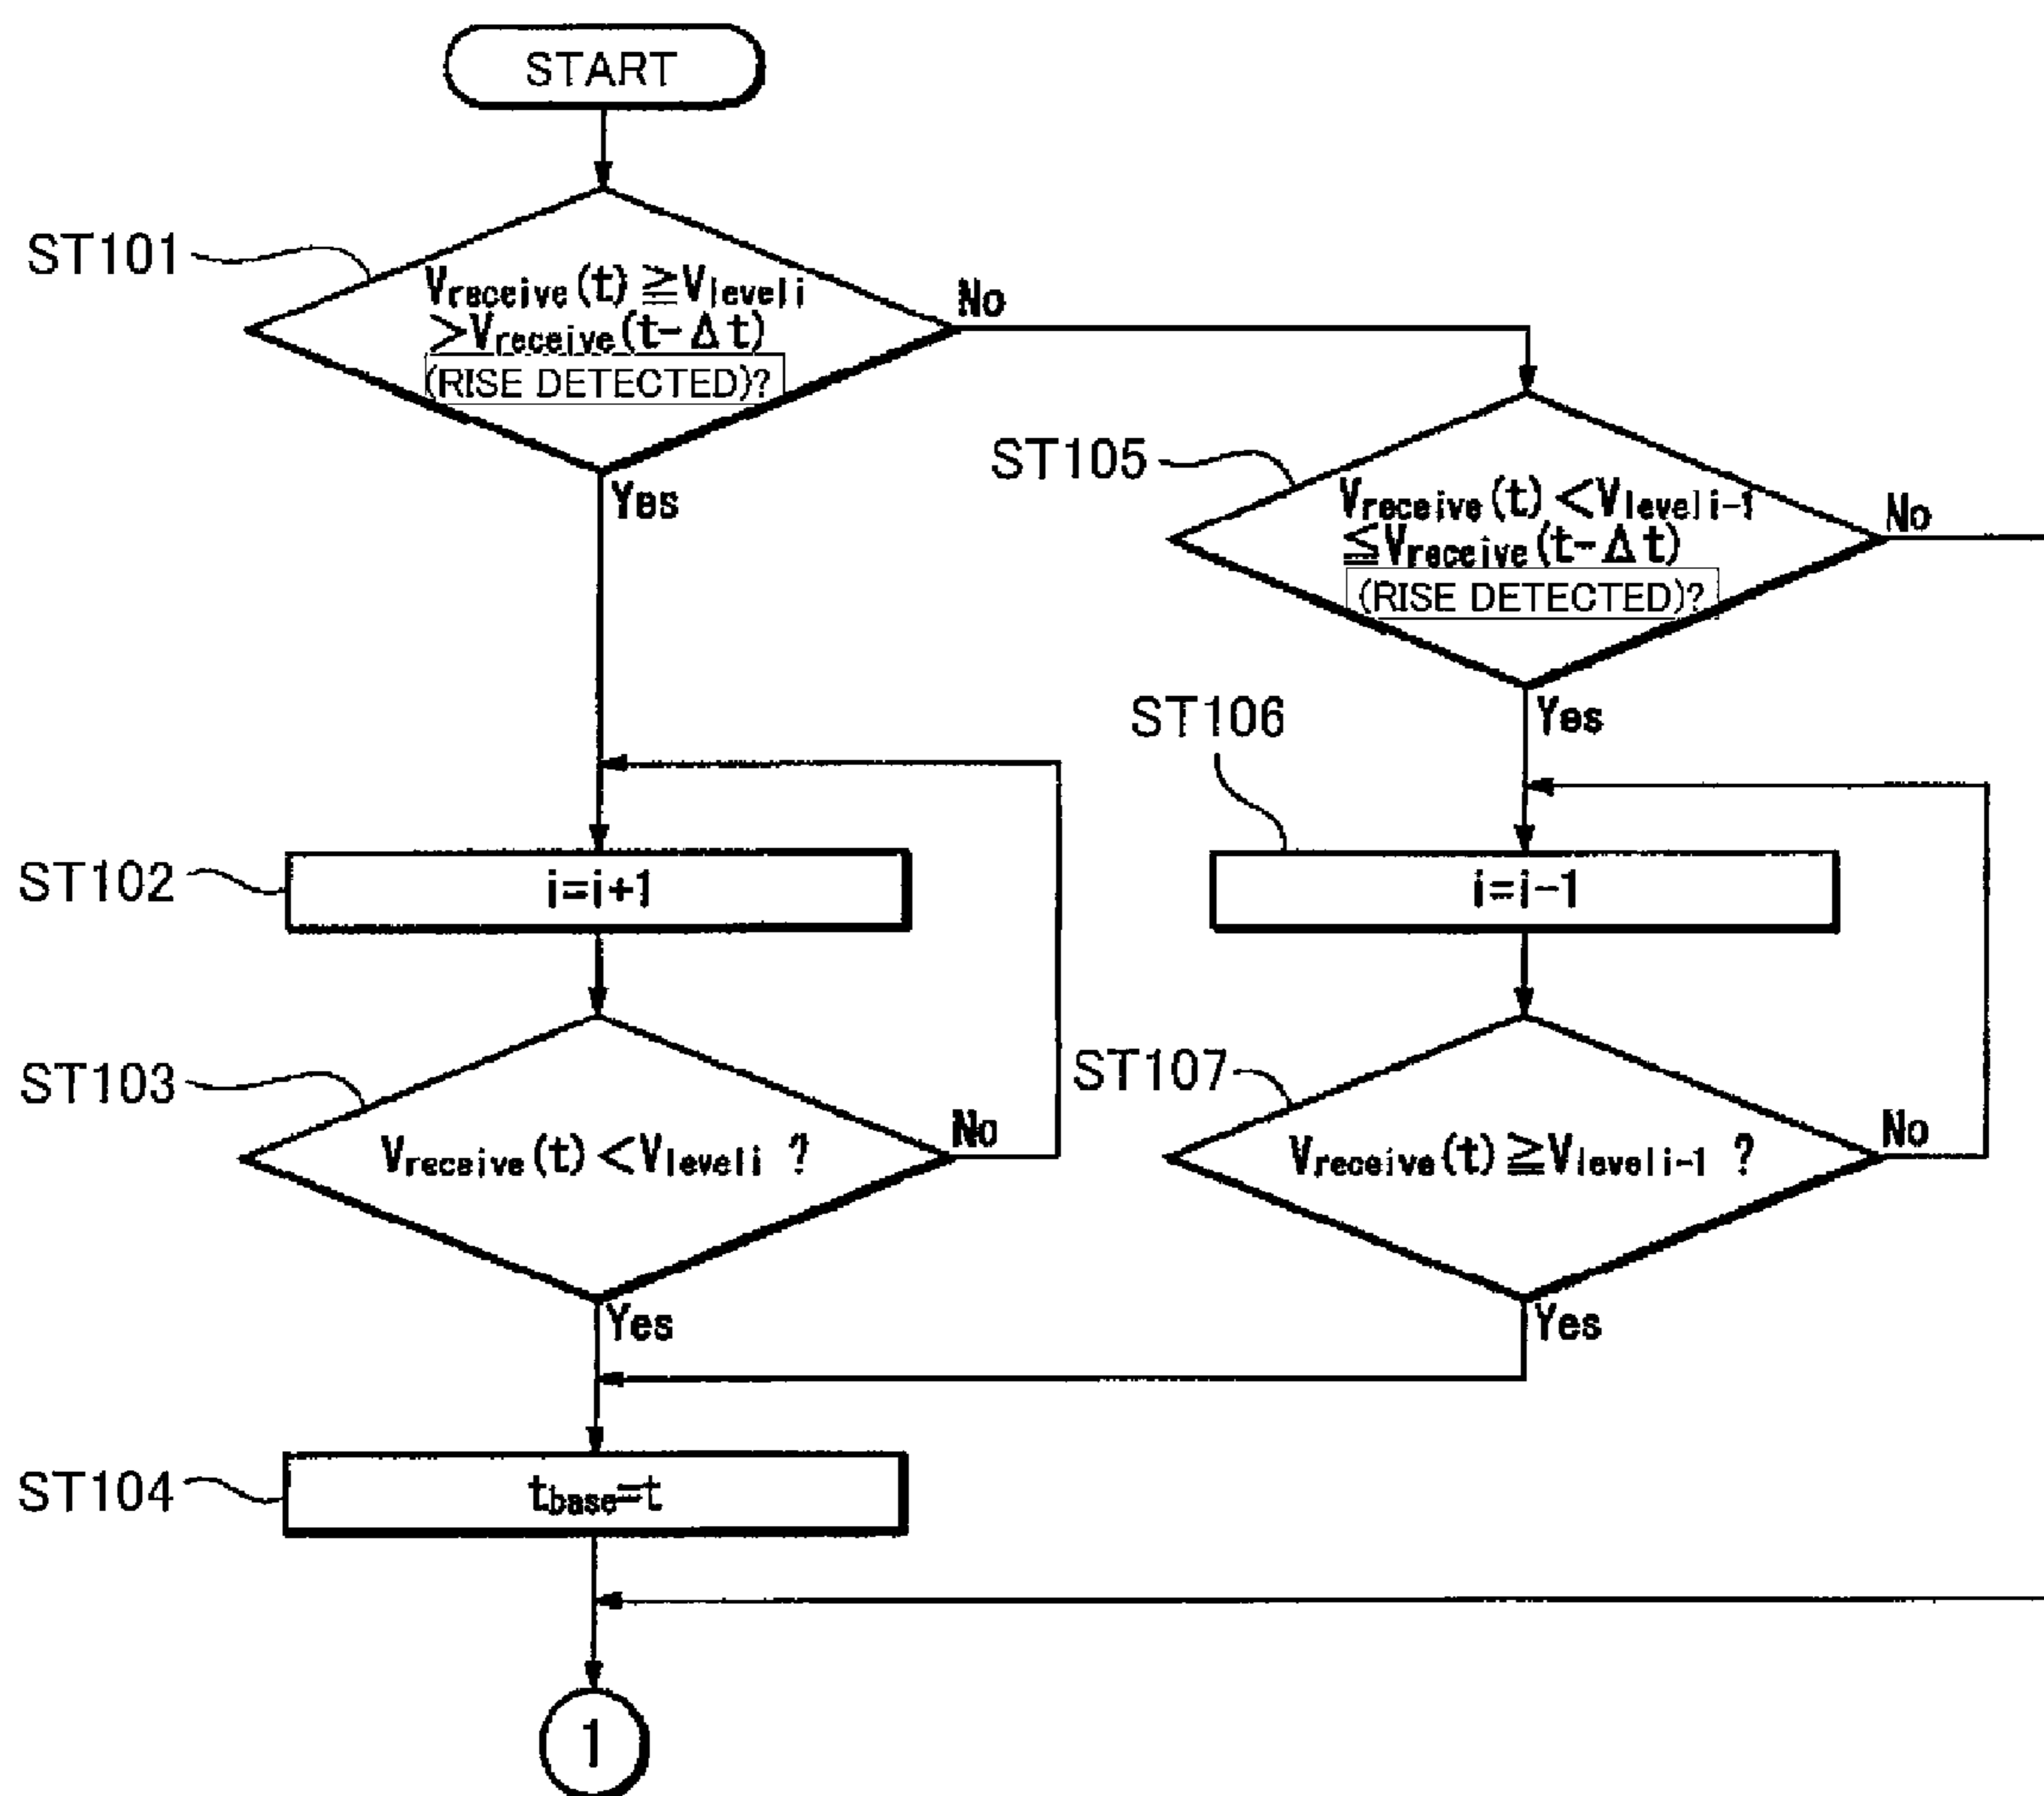 START
ST101
Vreceive(t)≧Vleveli
>Vreceive(t-Δt)
(RISE DETECTED)?
No
Yes
ST105
Vreceive(t)<Vleveli-1
≦Vreceive(t-Δt)
(RISE DETECTED)?
No
Yes
ST102
i=i+1
ST106
i=i-1
ST103
Vreceive(t)<Vleveli ?
No
Yes
ST107
Vreceive(t)≧Vleveli-1 ?
No
Yes
ST104
tbase=t
1